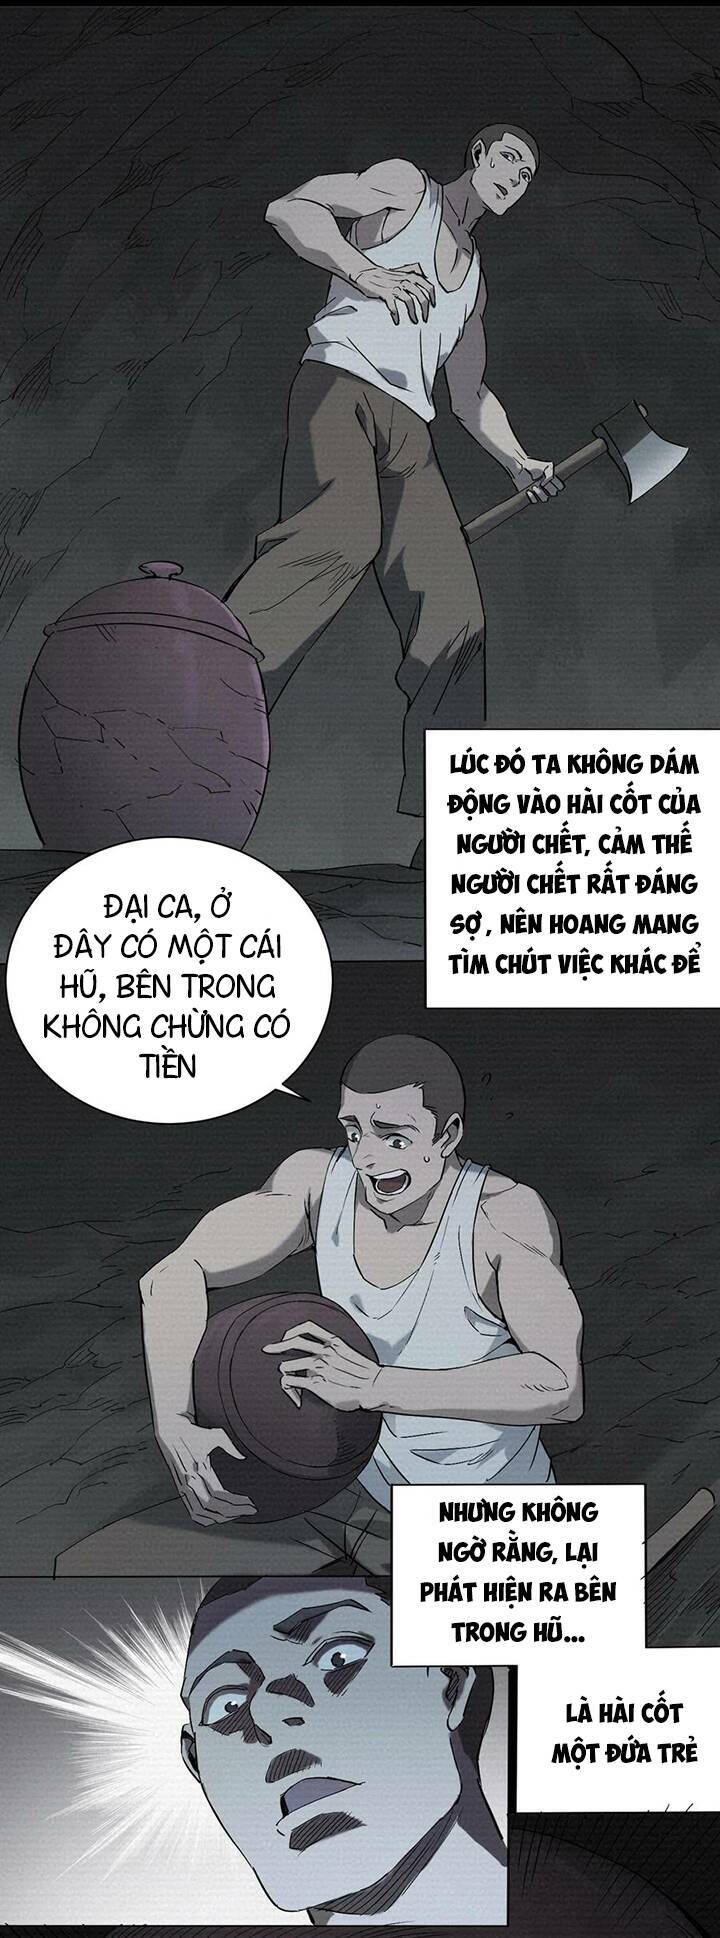 LÚC ĐÓ TA KHÔNG DÁM
ĐỘNG VÀO HÀI CỐT CỦA
NGƯỜI CHẾT, CẢM THẾ
NGƯỜI CHẾT RẤT ĐÁNG
SỢ, NÊN HOANG MANG
TÌM CHÚT VIỆC KHÁC ĐỂ
ĐẠI CA, Ở
ĐÂY CÓ MỘT CÁI
HŨ, BÊN TRONG
KHÔNG CHỪNG CÓ
TIỀN
NHƯNG KHÔNG
NGỜ RẰNG, LẠI
PHÁT HIỆN RA BÊN
TRONG HŨ...
LÀ HÀI CỐT
MỘT ĐỨA TRẺ